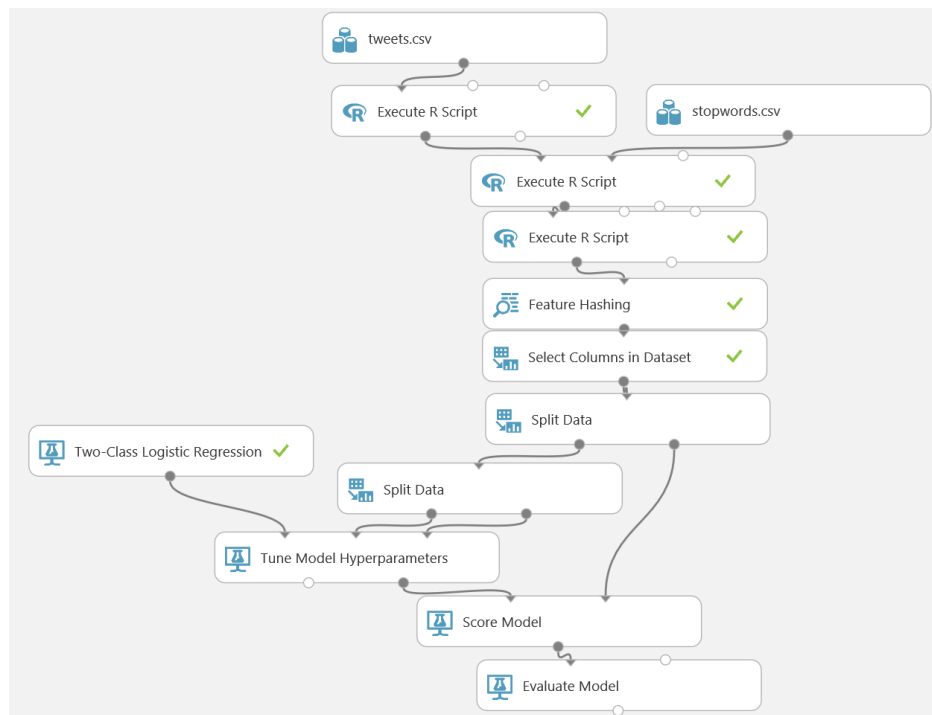 tweets.csv
Execute R Script
stopwords.csv
Execute R Script
Execute R Script
Feature Hashing
Select Columns in Dataset
Split Data
Two-Class Logistic Regression
Split Data
Tune Model Hyperparameters
Score Model
Evaluate Model